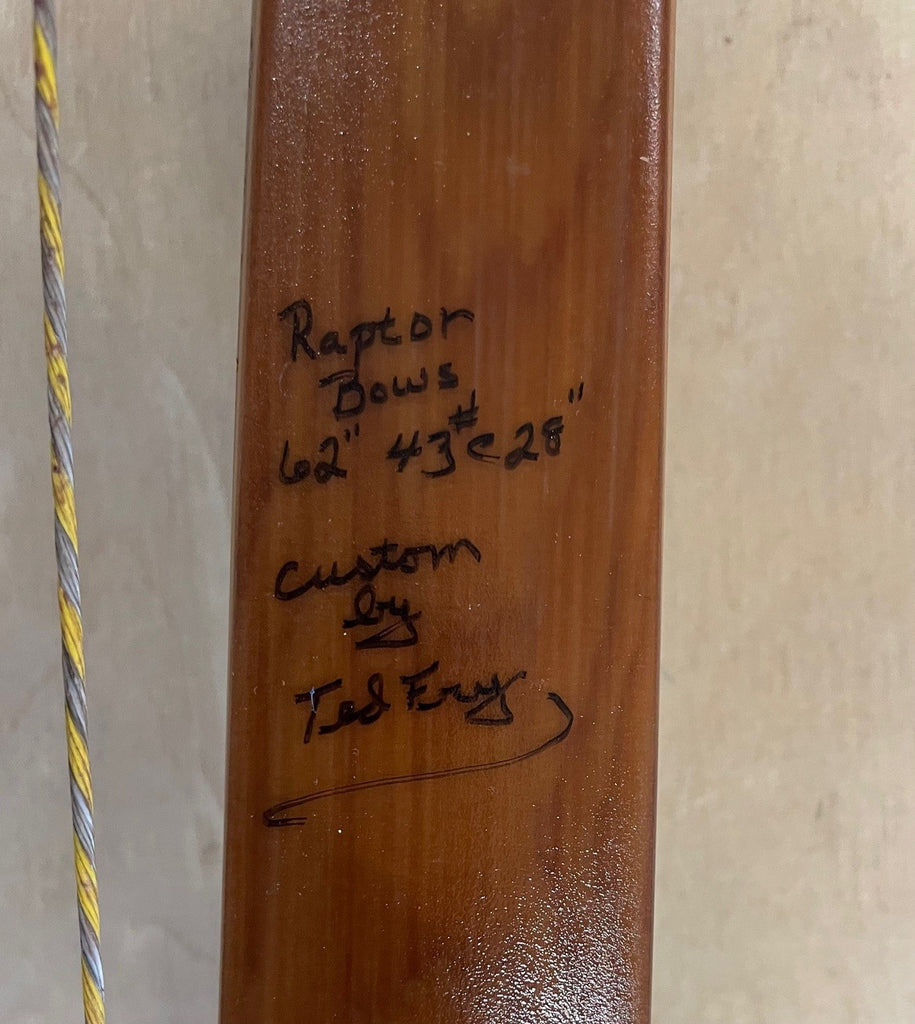 Raptor
Bows
62" 43# @ 28"
Custom
by
Ted Fry